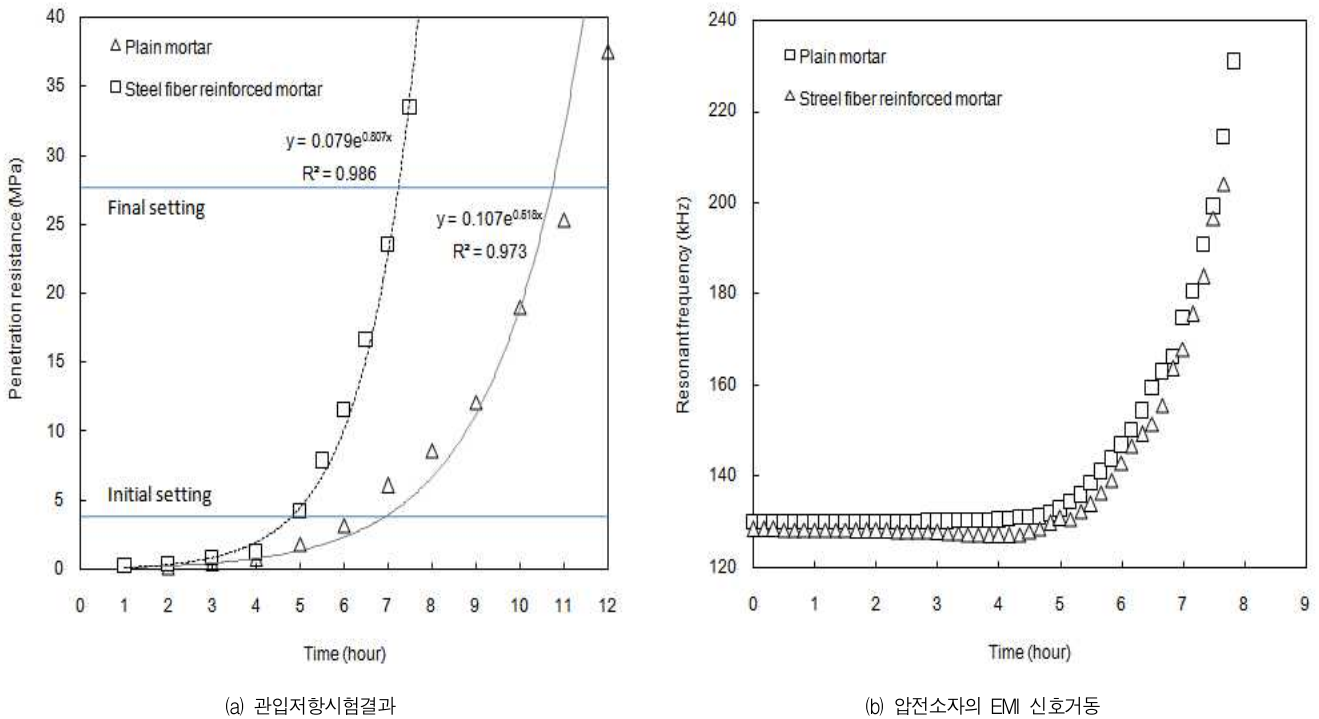 Penetration resistance (MPa)
40
35
30
25
20
15
10
5
0
Plain mortar
Steel fiber reinforced mortar
y = 0.079e^0.807x
R² = 0.986
Final setting
y = 0.107e^0.518x
R² = 0.973
Initial setting
0 1 2 3 4 5 6 7 8 9 10 11 12
Time (hour)
(a) 관입저항시험결과
Resonant frequency (kHz)
240
220
200
180
160
140
120
Plain mortar
Streel fiber reinforced mortar
0 1 2 3 4 5 6 7 8 9
Time (hour)
(b) 압전소자의 EMI 신호거동